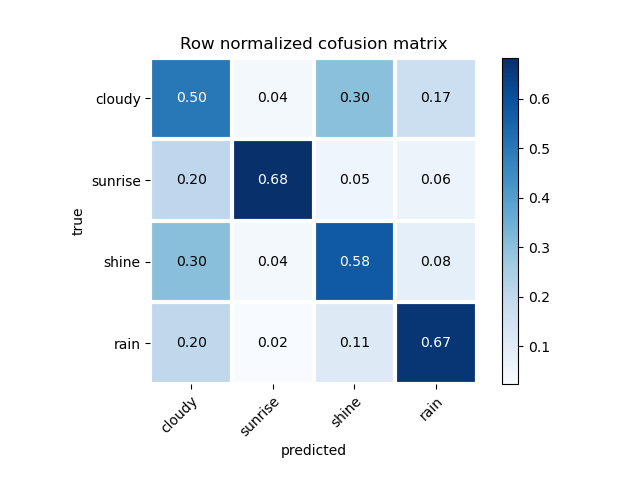 Row normalized cofusion matrix
cloudy 0.50 0.04 0.30 0.17
sunrise 0.20 0.68 0.05 0.06
shine 0.30 0.04 0.58 0.08
rain 0.20 0.02 0.11 0.67
true
cloudy sunrise shine rain
predicted
0.6
0.5
0.4
0.3
0.2
0.1